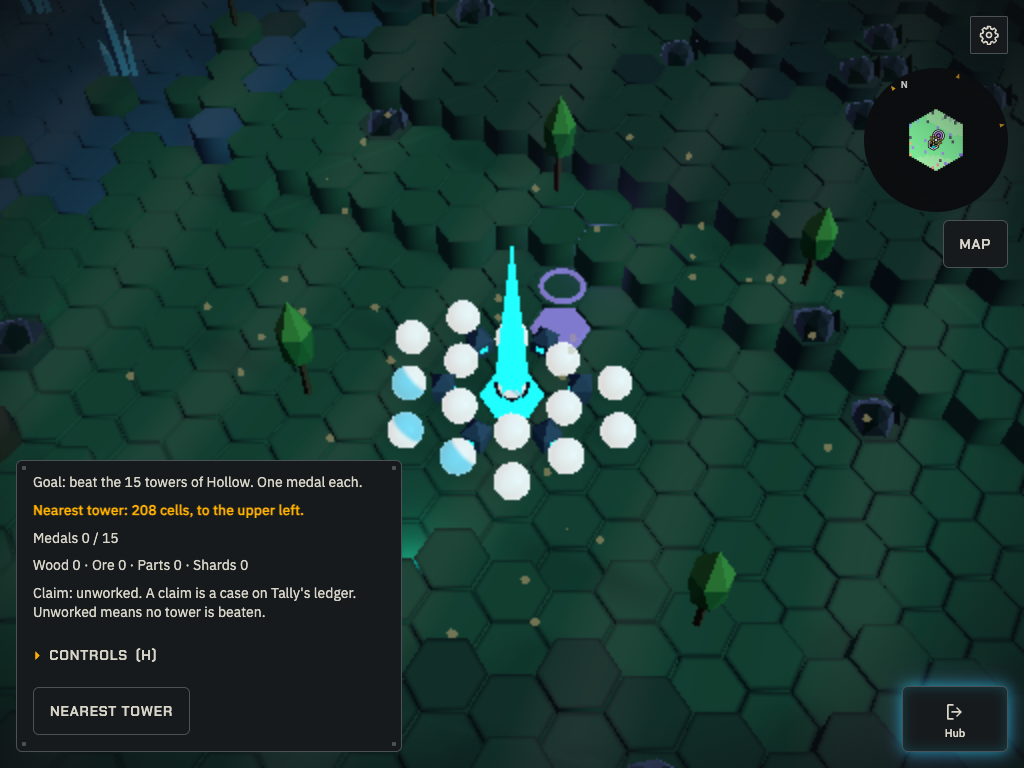 N
MAP
Goal: beat the 15 towers of Hollow. One medal each.
Nearest tower: 208 cells, to the upper left.
Medals 0 / 15
Wood 0 · Ore 0 · Parts 0 · Shards 0
Claim: unworked. A claim is a case on Tally's ledger.
Unworked means no tower is beaten.
CONTROLS (H)
NEAREST TOWER
Hub